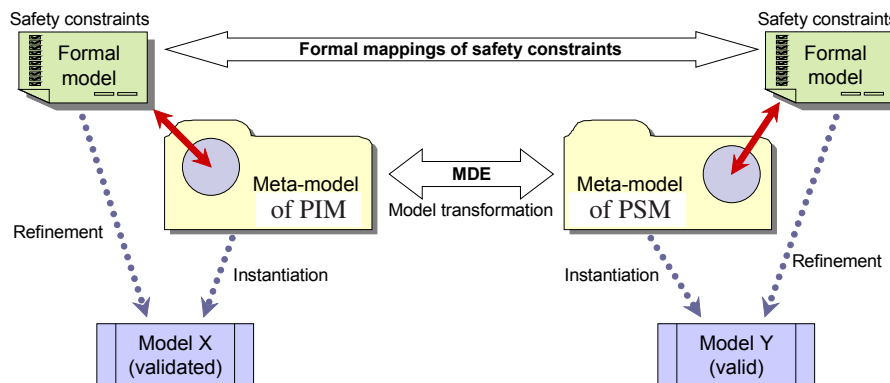 Safety constraints
Safety constraints
Formal
model
Formal mappings of safety constraints
Formal
model
Meta-model
of PIM
MDE
Model transformation
Meta-model
of PSM
Refinement
Instantiation
Instantiation
Refinement
Model X
(validated)
Model Y
(valid)